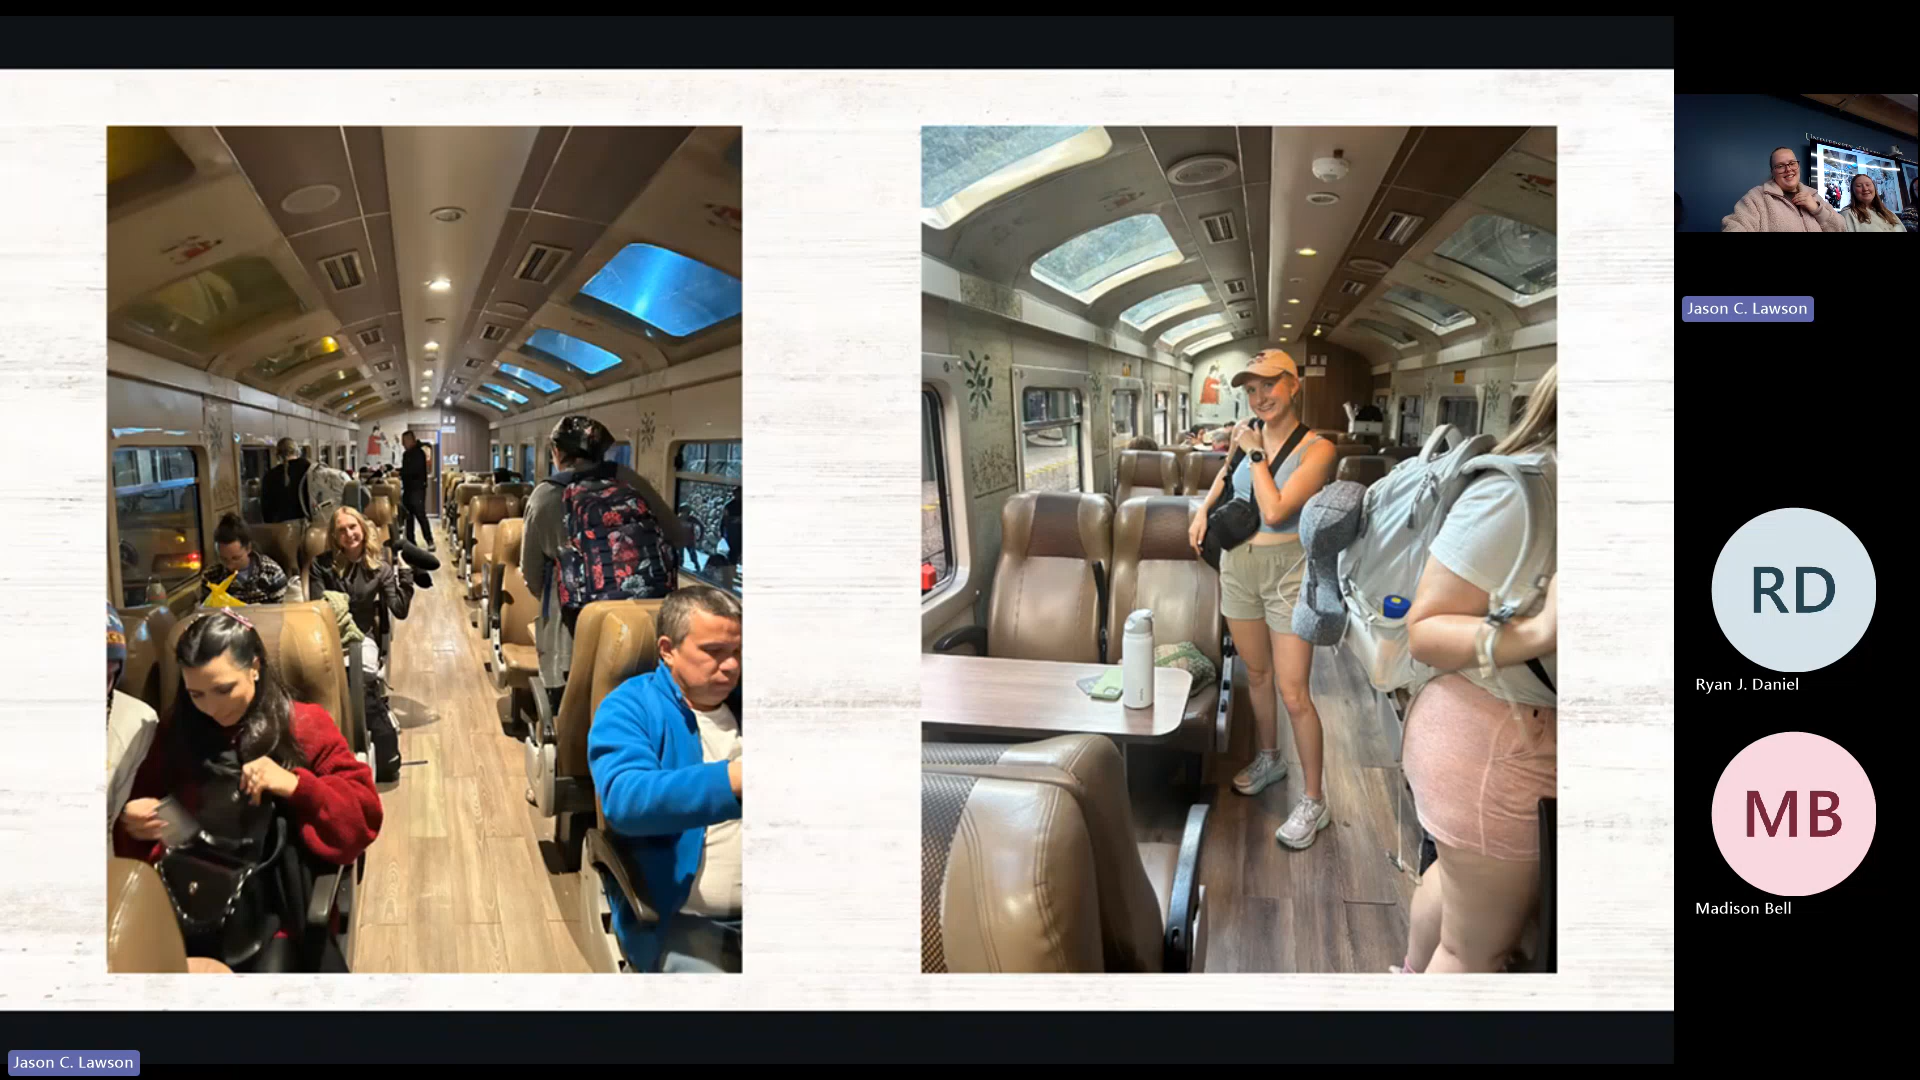 Jason C. Lawson
RD
Ryan J. Daniel
MB
Madison Bell
Jason C. Lawson